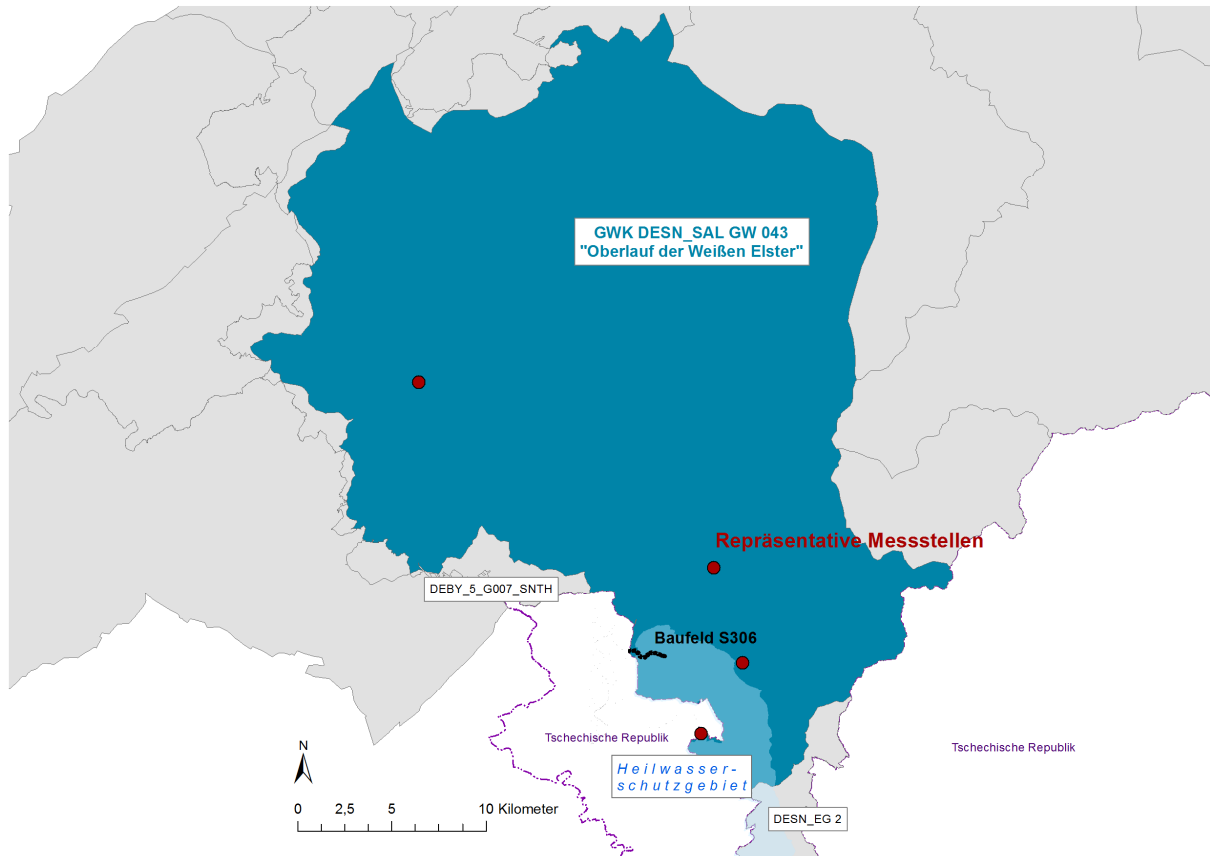 GWK DESN_SAL GW 043
"Oberlauf der Weißen Elster"
Repräsentative Messstellen
DEBY_5_G007_SNTH
Baufeld S306
Tschechische Republik
Tschechische Republik
Heilwasser-
schutzgebiet
N
0 2,5 5 10 Kilometer
DESN_EG 2